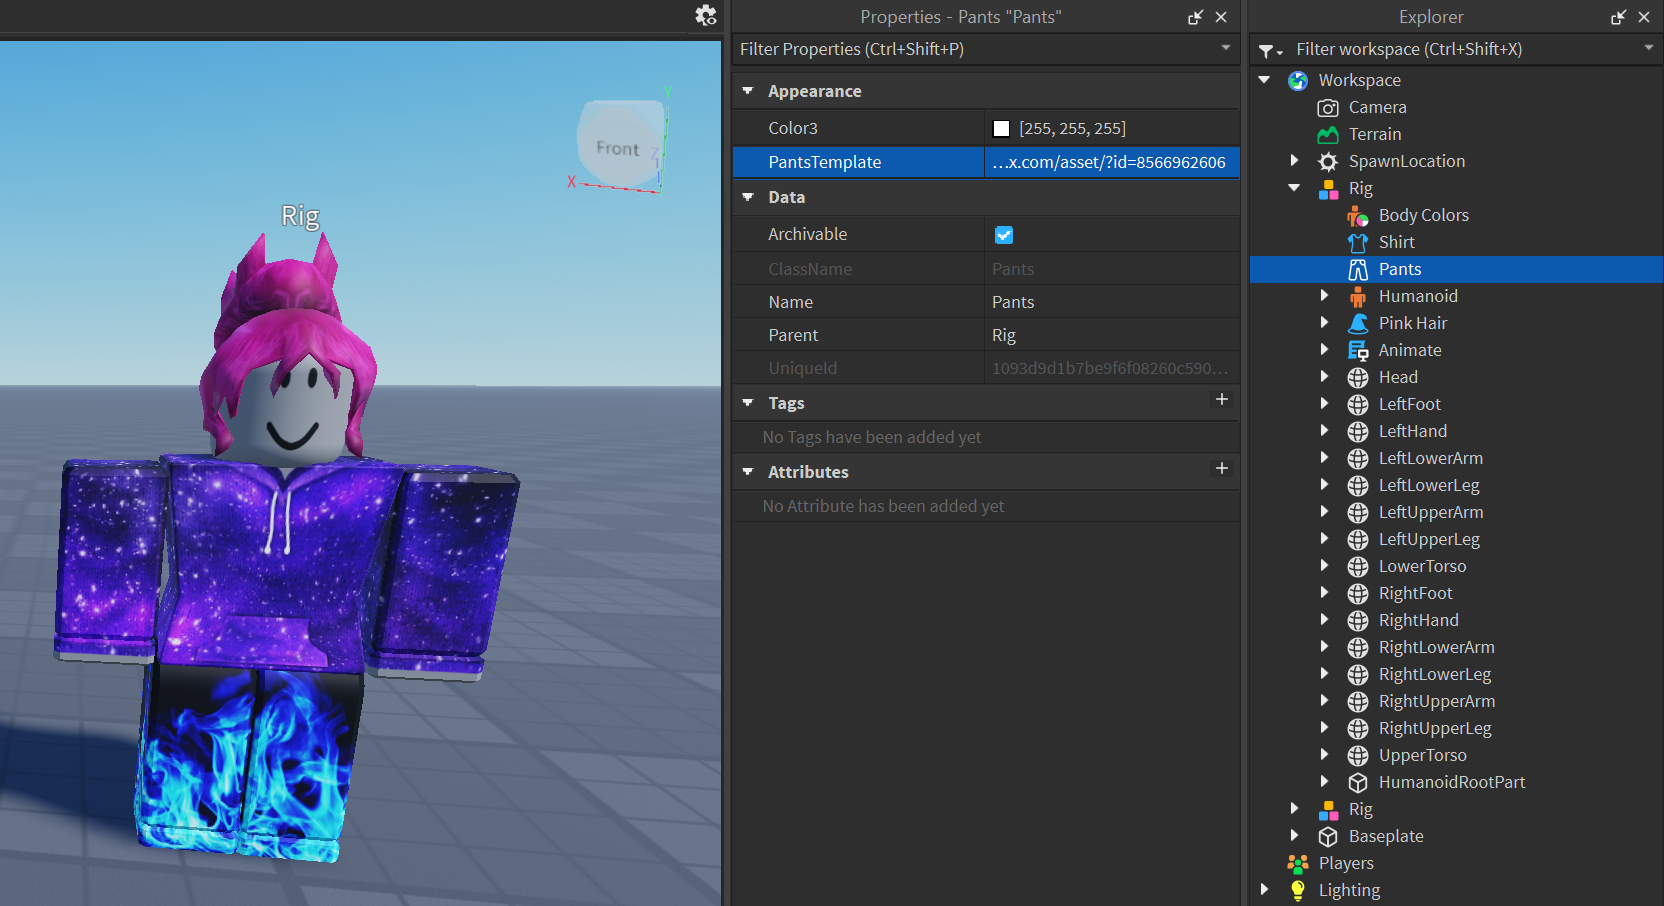 Front
X
Y
Z
Rig
Properties - Pants "Pants"
Filter Properties (Ctrl+Shift+P)
Appearance
Color3 [255, 255, 255]
PantsTemplate ...x.com/asset/?id=8566962606
Data
Archivable
ClassName Pants
Name Pants
Parent Rig
UniqueId 1093d9d1b7be9f6f08260c590...
Tags
No Tags have been added yet
Attributes
No Attribute has been added yet
Explorer
Filter workspace (Ctrl+Shift+X)
Workspace
Camera
Terrain
SpawnLocation
Rig
Body Colors
Shirt
Pants
Humanoid
Pink Hair
Animate
Head
LeftFoot
LeftHand
LeftLowerArm
LeftLowerLeg
LeftUpperArm
LeftUpperLeg
LowerTorso
RightFoot
RightHand
RightLowerArm
RightLowerLeg
RightUpperArm
RightUpperLeg
UpperTorso
HumanoidRootPart
Rig
Baseplate
Players
Lighting